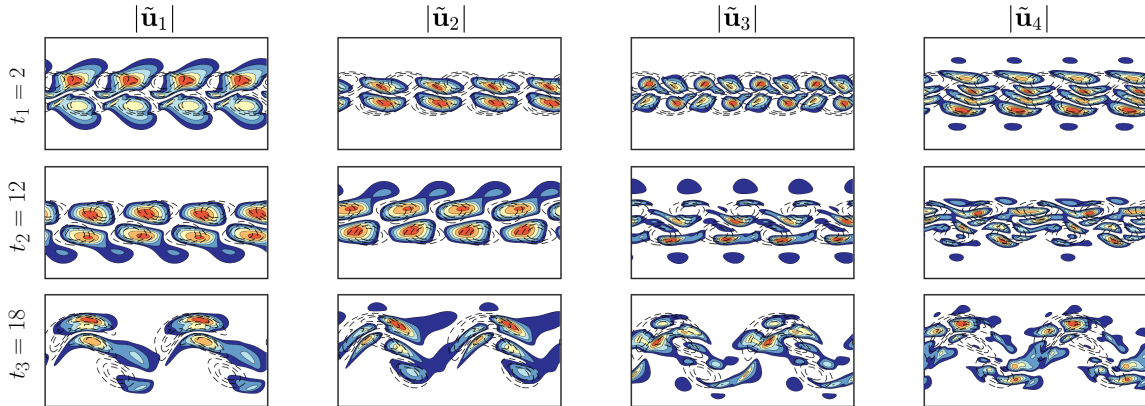 |ũ₁| |ũ₂| |ũ₃| |ũ₄|
t₁ = 2
t₂ = 12
t₃ = 18